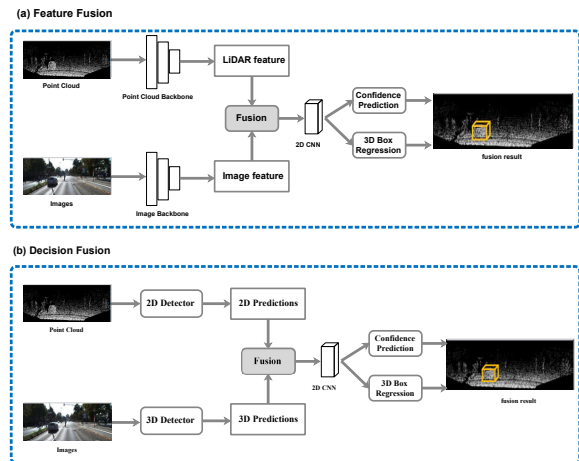 (a) Feature Fusion
Point Cloud
Point Cloud Backbone
LiDAR feature
Fusion
2D CNN
Confidence
Prediction
3D Box
Regression
fusion result
Images
Image Backbone
Image feature
(b) Decision Fusion
Point Cloud
2D Detector
2D Predictions
Fusion
2D CNN
Confidence
Prediction
3D Box
Regression
fusion result
Images
3D Detector
3D Predictions